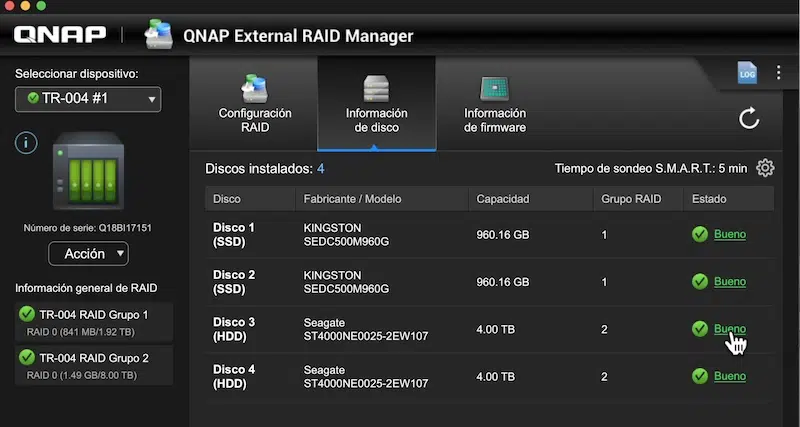 QNAP
QNAP External RAID Manager
Seleccionar dispositivo:
TR-004 #1
Número de serie: Q18BI17151
Acción
Información general de RAID
TR-004 RAID Grupo 1
RAID 0 (841 MB/1.92 TB)
TR-004 RAID Grupo 2
RAID 0 (1.49 GB/8.00 TB)
Configuración
RAID
Información
de disco
Información
de firmware
LOG
Discos instalados: 4
Tiempo de sondeo S.M.A.R.T.: 5 min
Disco Fabricante / Modelo Capacidad Grupo RAID Estado
Disco 1
(SSD)
KINGSTON
SEDC500M960G
960.16 GB 1 Bueno
Disco 2
(SSD)
KINGSTON
SEDC500M960G
960.16 GB 1 Bueno
Disco 3
(HDD)
Seagate
ST4000NE0025-2EW107
4.00 TB 2 Bueno
Disco 4
(HDD)
Seagate
ST4000NE0025-2EW107
4.00 TB 2 Bueno